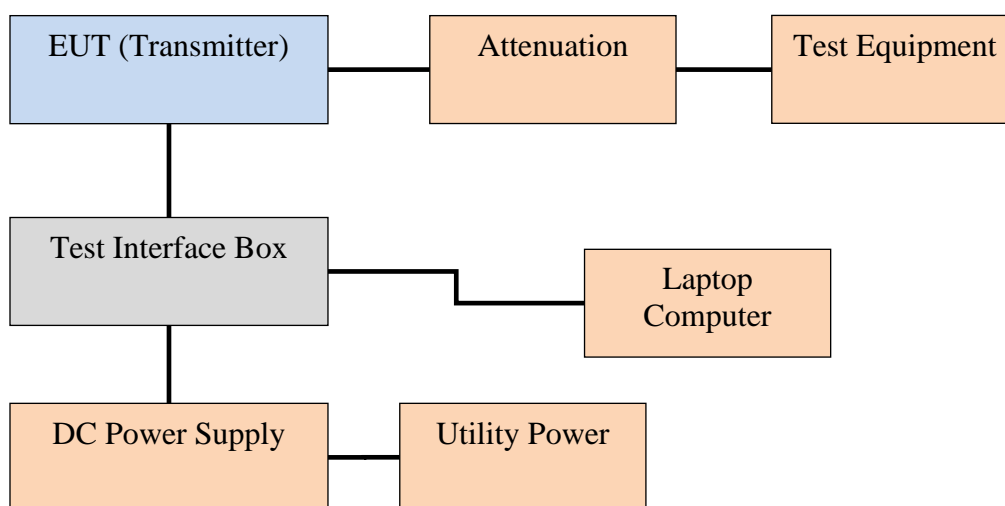 EUT (Transmitter)
Attenuation
Test Equipment
Test Interface Box
Laptop
Computer
DC Power Supply
Utility Power